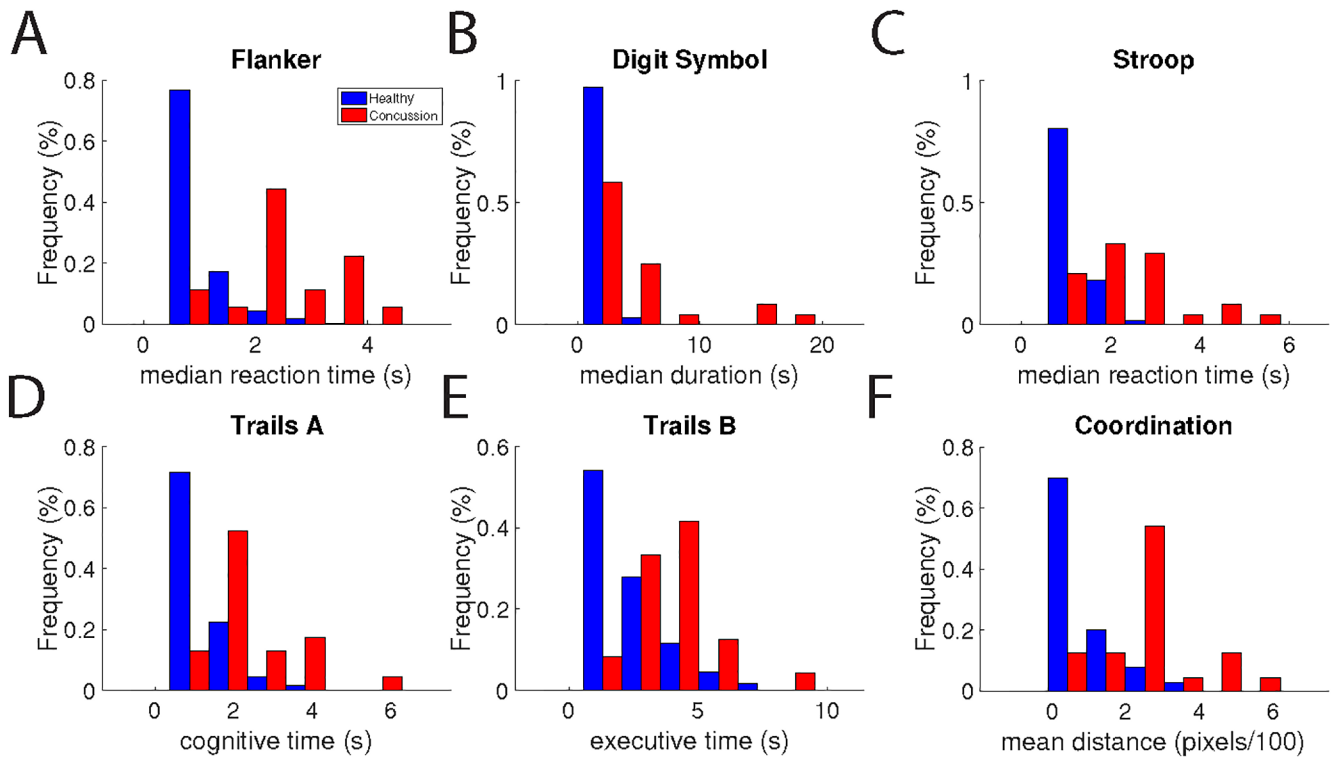 A
Flanker
Frequency (%)
0.8
0.6
0.4
0.2
0
0
2
4
median reaction time (s)
Healthy
Concussion
B
Digit Symbol
Frequency (%)
1
0.5
0
0
10
20
median duration (s)
C
Stroop
Frequency (%)
1
0.5
0
0
2
4
6
median reaction time (s)
D
Trails A
Frequency (%)
0.8
0.6
0.4
0.2
0
0
2
4
6
cognitive time (s)
E
Trails B
Frequency (%)
0.6
0.4
0.2
0
0
5
10
executive time (s)
F
Coordination
Frequency (%)
0.8
0.6
0.4
0.2
0
0
2
4
6
mean distance (pixels/100)